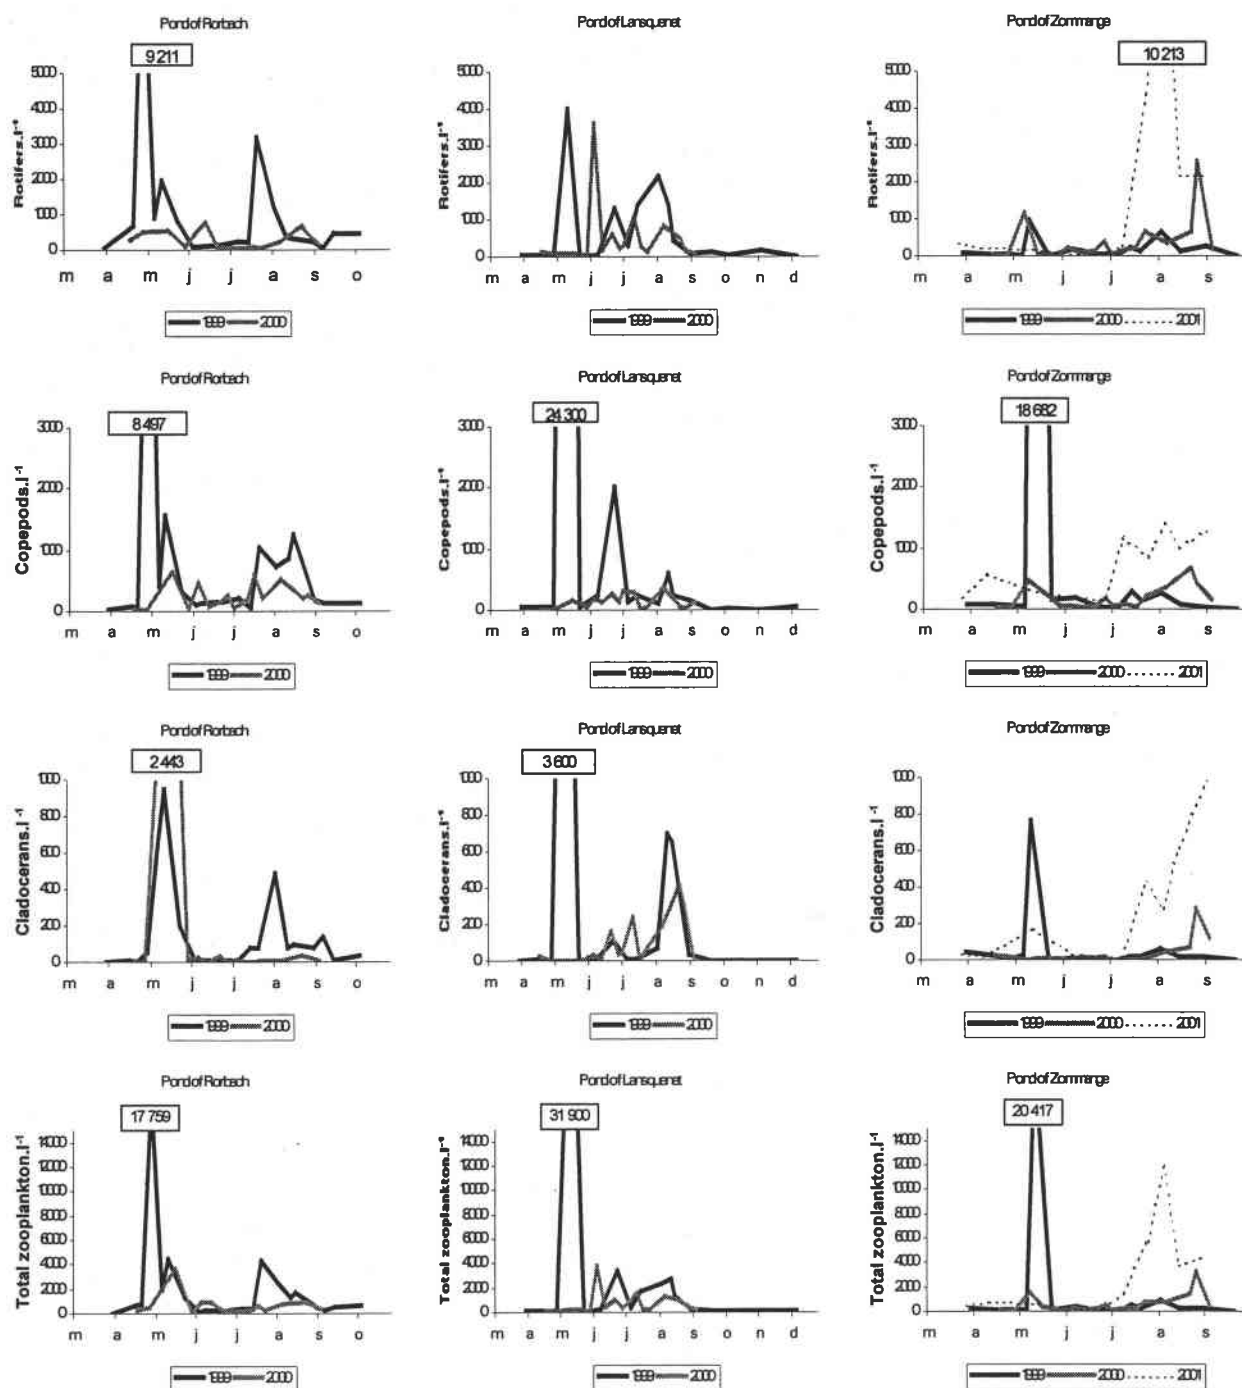 Pond of Rorbach
9 211
5000
4000
3000
2000
1000
0
Rotifers.l⁻¹
m a m j j a s o
1999 2000
Pond of Lansquenet
5000
4000
3000
2000
1000
0
Rotifers.l⁻¹
m a m j j a s o n d
1999 2000
Pond of Zommange
10 213
5000
4000
3000
2000
1000
0
Rotifers.l⁻¹
m a m j j a s
1999 2000 2001
Pond of Rorbach
8 497
3000
2000
1000
0
Copepods.l⁻¹
m a m j j a s o
1999 2000
Pond of Lansquenet
24 300
3000
2000
1000
0
Copepods.l⁻¹
m a m j j a s o n d
1999 2000
Pond of Zommange
18 682
3000
2000
1000
0
Copepods.l⁻¹
m a m j j a s
1999 2000 2001
Pond of Rorbach
2 443
1000
800
600
400
200
0
Cladocerans.l⁻¹
m a m j j a s o
1999 2000
Pond of Lansquenet
3 600
1000
800
600
400
200
0
Cladocerans.l⁻¹
m a m j j a s o n d
1999 2000
Pond of Zommange
1000
800
600
400
200
0
Cladocerans.l⁻¹
m a m j j a s
1999 2000 2001
Pond of Rorbach
17 759
14000
12000
10000
8000
6000
4000
2000
0
Total zooplankton.l⁻¹
m a m j j a s o
1999 2000
Pond of Lansquenet
31 900
14000
12000
10000
8000
6000
4000
2000
0
Total zooplankton.l⁻¹
m a m j j a s o n d
1999 2000
Pond of Zommange
20 417
14000
12000
10000
8000
6000
4000
2000
0
Total zooplankton.l⁻¹
m a m j j a s
1999 2000 2001